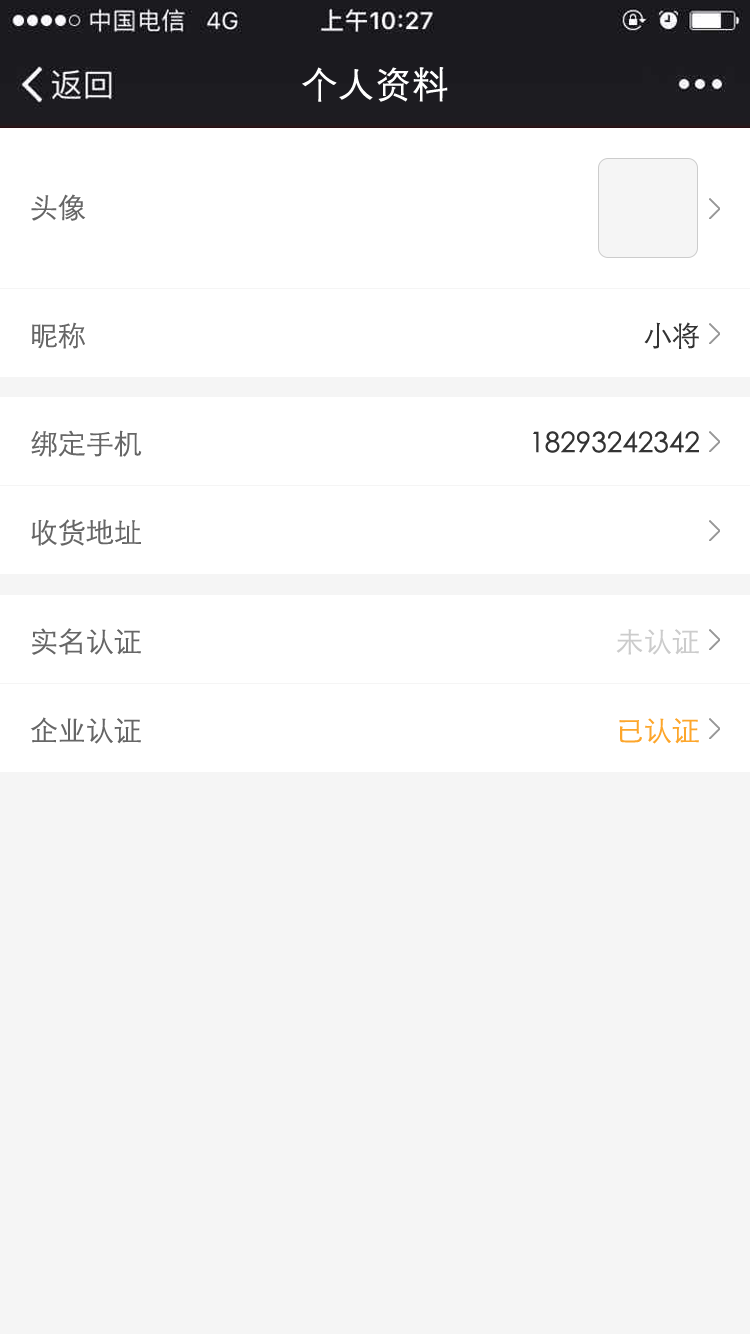 中国电信 4G 上午10:27
返回 个人资料
头像
昵称 小将
绑定手机 18293242342
收货地址
实名认证 未认证
企业认证 已认证